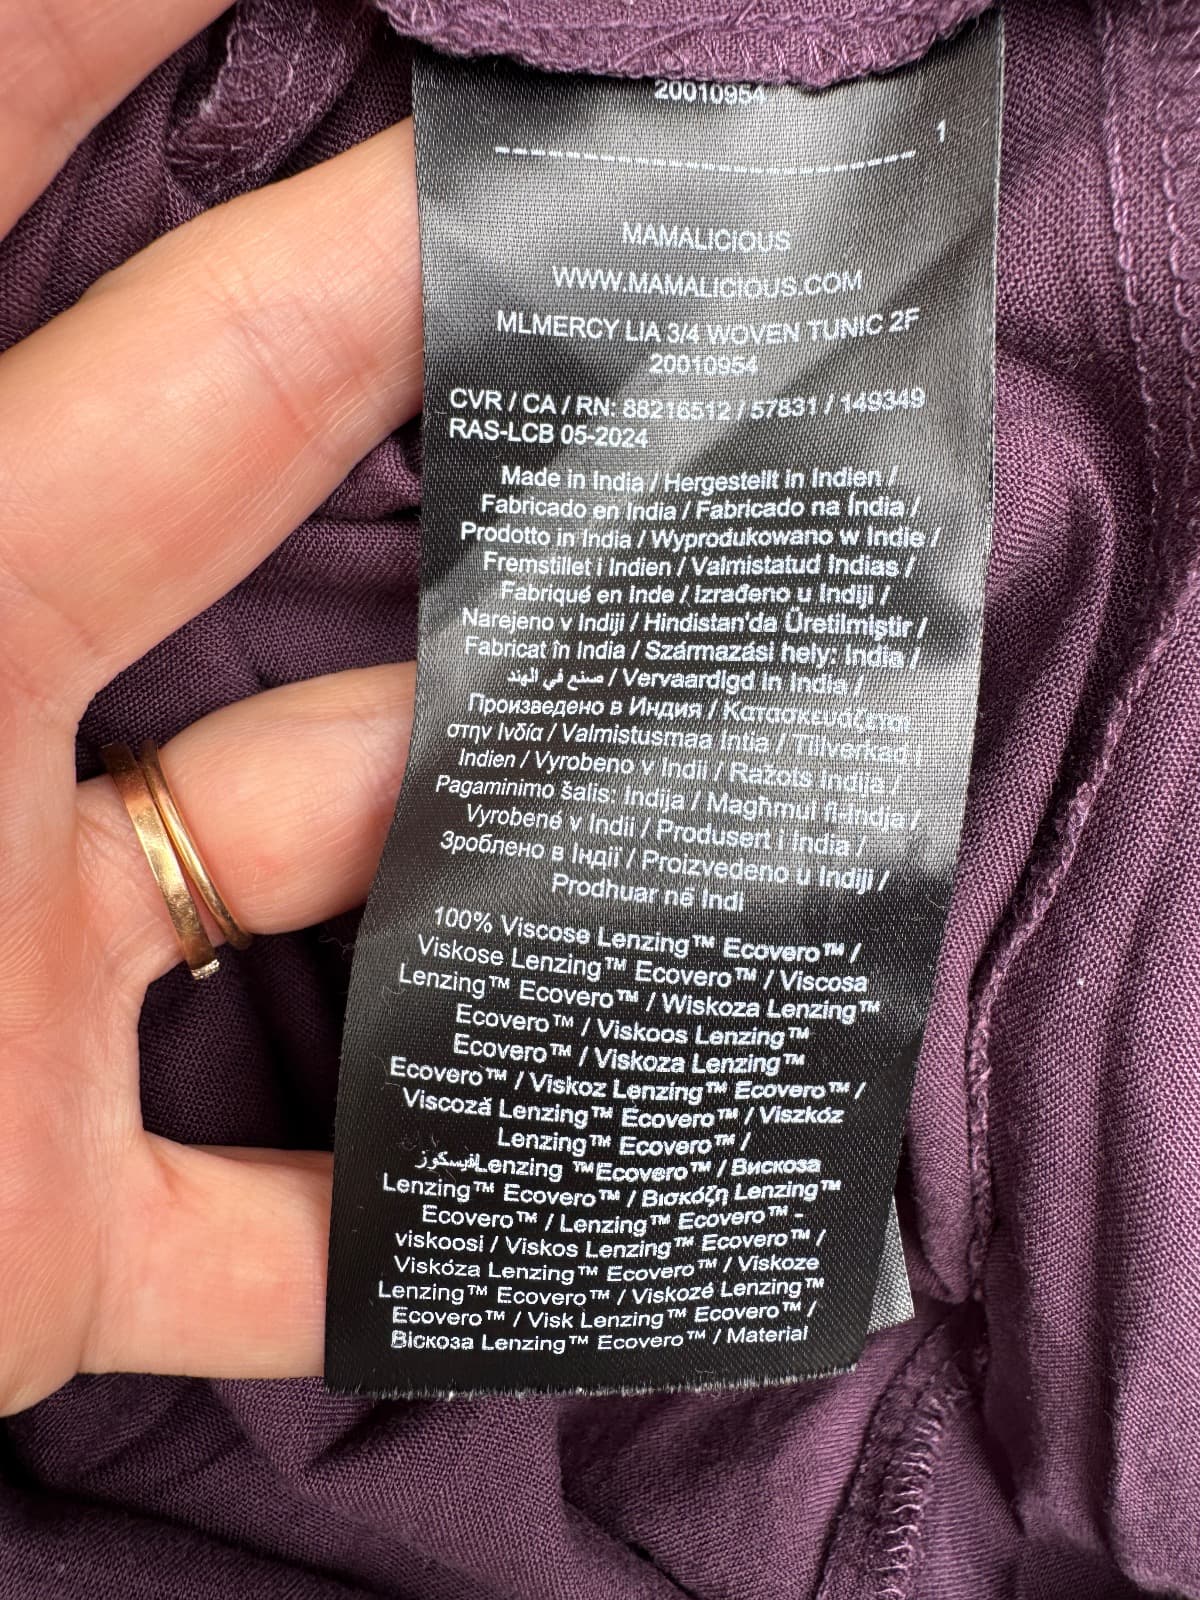 20010954
1
MAMALICIOUS
WWW.MAMALICIOUS.COM
MLMERCY LIA 3/4 WOVEN TUNIC 2F
20010954
CVR / CA / RN: 88216512 / 57831 / 149349
RAS-LCB 05-2024
Made in India / Hergestellt in Indien /
Fabricado en India / Fabricado na Índia /
Prodotto in India / Wyprodukowano w Indie /
Fremstillet i Indien / Valmistatud Indias /
Fabriqué en Inde / Izrađeno u Indiji /
Narejeno v Indiji / Hindistan'da Üretilmiştir /
Fabricat în India / Származási hely: India /
صنع في الهند / Vervaardigd in India /
Произведено в Индия / Κατασκευάζεται
στην Ινδία / Valmistusmaa Intia / Tillverkad i
Indien / Vyrobeno v Indii / Ražots Indija /
Pagaminimo šalis: Indija / Magħmul fl-Indja /
Vyrobené v Indii / Produsert i India /
Зроблено в Індії / Proizvedeno u Indiji /
Prodhuar në Indi
100% Viscose Lenzing™ Ecovero™ /
Viskose Lenzing™ Ecovero™ / Viscosa
Lenzing™ Ecovero™ / Wiskoza Lenzing™
Ecovero™ / Viskoos Lenzing™
Ecovero™ / Viskoza Lenzing™
Ecovero™ / Viskoz Lenzing™ Ecovero™ /
Viscoză Lenzing™ Ecovero™ / Viszkóz
Lenzing™ Ecovero™ /
فيسكوزLenzing ™Ecovero™ / Вискоза
Lenzing™ Ecovero™ / Βισκόζη Lenzing™
Ecovero™ / Lenzing™ Ecovero™ -
viskoosi / Viskos Lenzing™ Ecovero™ /
Viskóza Lenzing™ Ecovero™ / Viskoze
Lenzing™ Ecovero™ / Viskozé Lenzing™
Ecovero™ / Visk Lenzing™ Ecovero™ /
Віскоза Lenzing™ Ecovero™ / Material